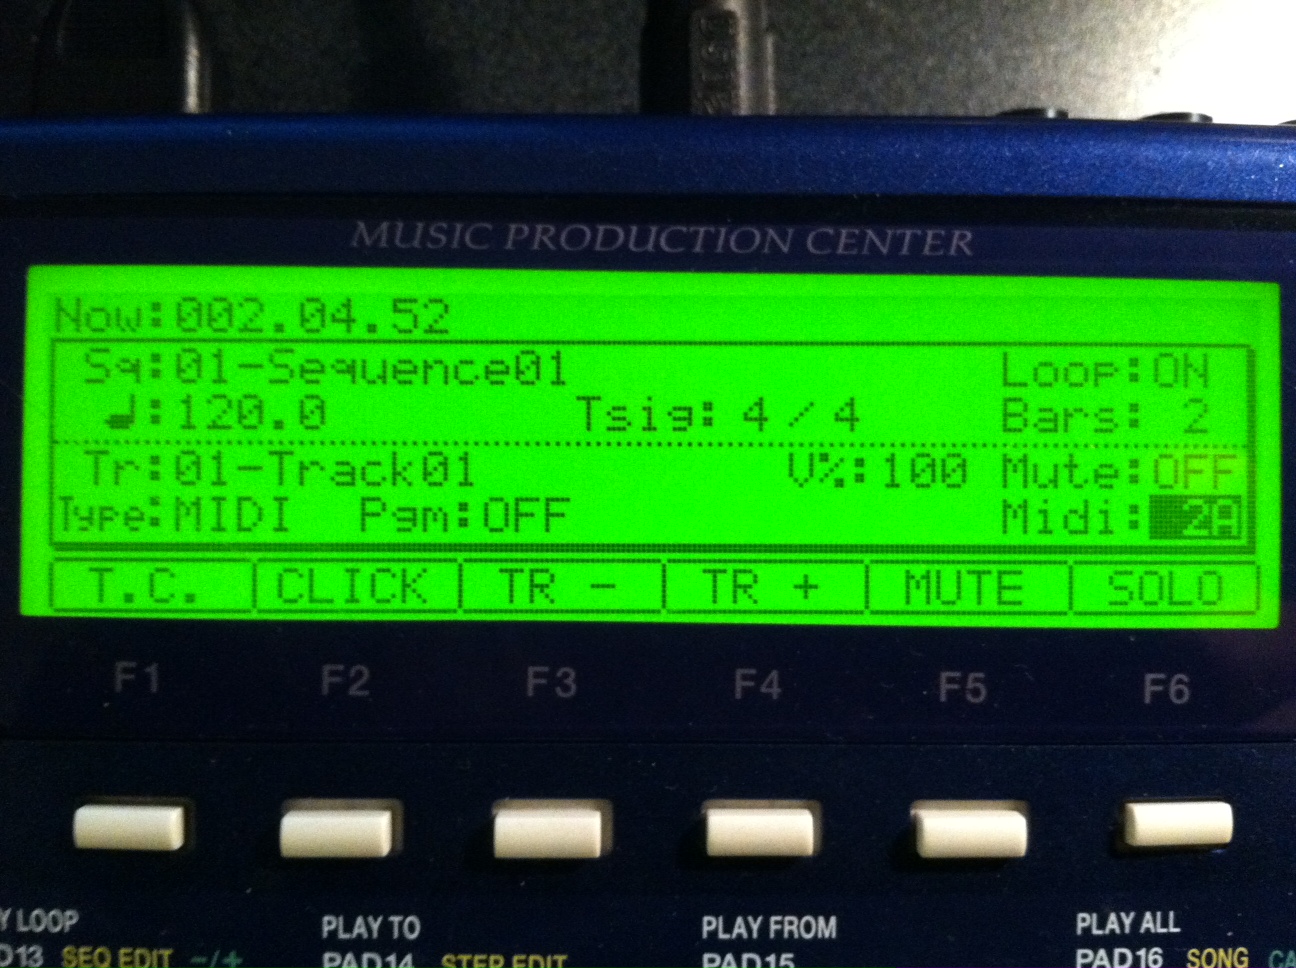 MUSIC PRODUCTION CENTER
Now:002.04.52
Sq:01-Sequence01 Loop:ON
♩:120.0 Tsig: 4/4 Bars: 2
Tr:01-Track01 V%:100 Mute:OFF
Type:MIDI Pgm:OFF Midi: 2A
T.C. CLICK TR - TR + MUTE SOLO
F1 F2 F3 F4 F5 F6
Y LOOP PLAY TO PLAY FROM PLAY ALL
D13 SEQ EDIT -/+ PAD14 STEP EDIT PAD15 PAD16 SONG CA